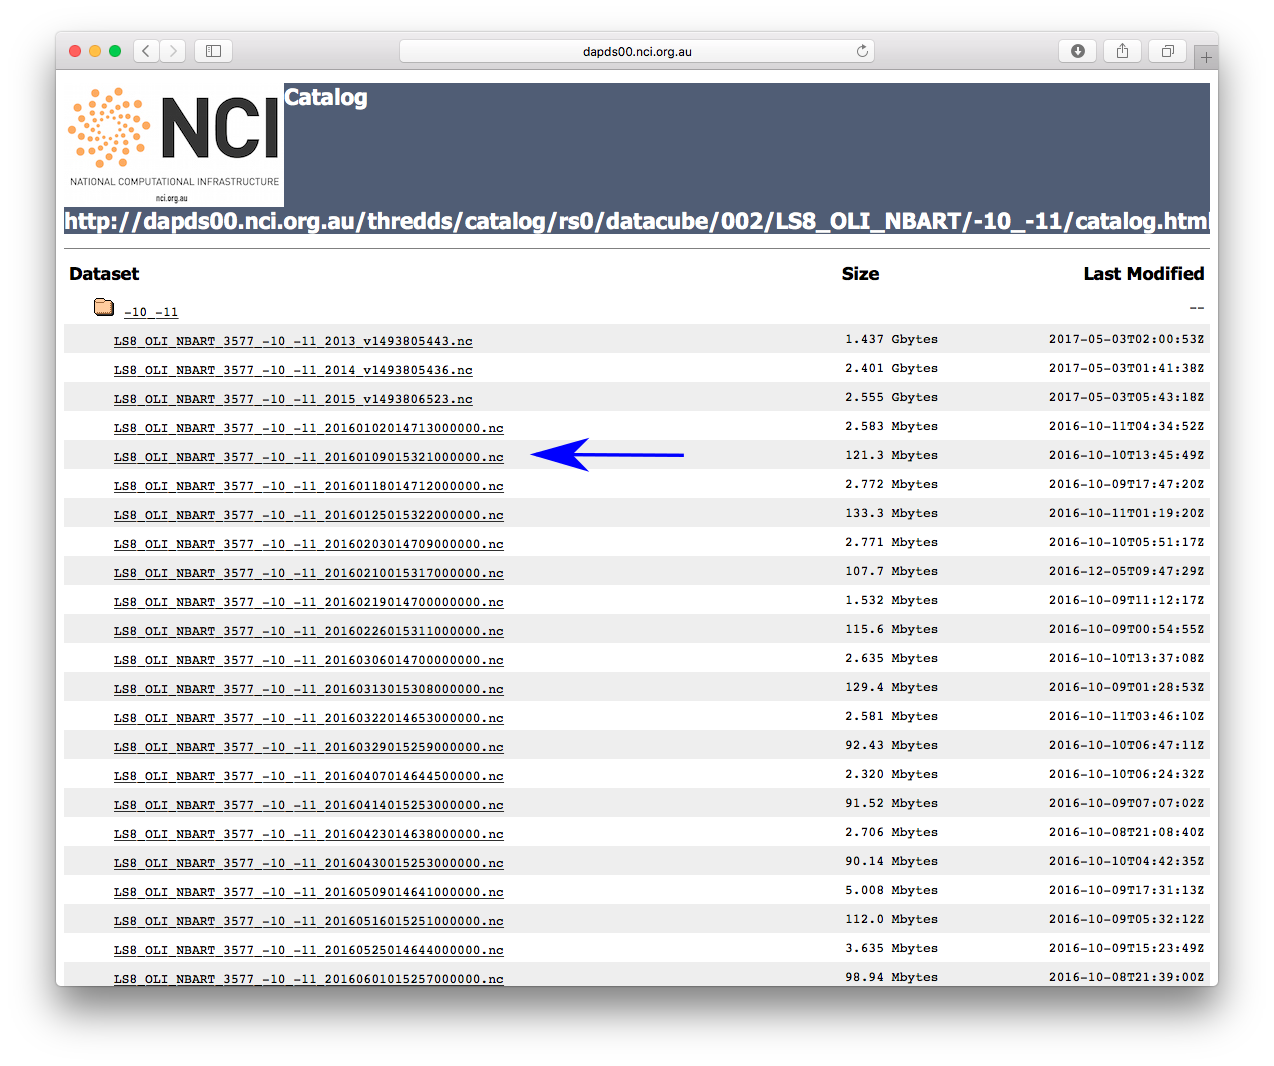 dapds00.nci.org.au
NCI
NATIONAL COMPUTATIONAL INFRASTRUCTURE
nci.org.au
Catalog
http://dapds00.nci.org.au/thredds/catalog/rs0/datacube/002/LS8_OLI_NBART/-10_-11/catalog.html
Dataset Size Last Modified
-10_-11 --
LS8_OLI_NBART_3577_-10_-11_2013_v1493805443.nc 1.437 Gbytes 2017-05-03T02:00:53Z
LS8_OLI_NBART_3577_-10_-11_2014_v1493805436.nc 2.401 Gbytes 2017-05-03T01:41:38Z
LS8_OLI_NBART_3577_-10_-11_2015_v1493806523.nc 2.555 Gbytes 2017-05-03T05:43:18Z
LS8_OLI_NBART_3577_-10_-11_20160102014713000000.nc 2.583 Mbytes 2016-10-11T04:34:52Z
LS8_OLI_NBART_3577_-10_-11_20160109015321000000.nc 121.3 Mbytes 2016-10-10T13:45:49Z
LS8_OLI_NBART_3577_-10_-11_20160118014712000000.nc 2.772 Mbytes 2016-10-09T17:47:20Z
LS8_OLI_NBART_3577_-10_-11_20160125015322000000.nc 133.3 Mbytes 2016-10-11T01:19:20Z
LS8_OLI_NBART_3577_-10_-11_20160203014709000000.nc 2.771 Mbytes 2016-10-10T05:51:17Z
LS8_OLI_NBART_3577_-10_-11_20160210015317000000.nc 107.7 Mbytes 2016-12-05T09:47:29Z
LS8_OLI_NBART_3577_-10_-11_20160219014700000000.nc 1.532 Mbytes 2016-10-09T11:12:17Z
LS8_OLI_NBART_3577_-10_-11_20160226015311000000.nc 115.6 Mbytes 2016-10-09T00:54:55Z
LS8_OLI_NBART_3577_-10_-11_20160306014700000000.nc 2.635 Mbytes 2016-10-10T13:37:08Z
LS8_OLI_NBART_3577_-10_-11_20160313015308000000.nc 129.4 Mbytes 2016-10-09T01:28:53Z
LS8_OLI_NBART_3577_-10_-11_20160322014653000000.nc 2.581 Mbytes 2016-10-11T03:46:10Z
LS8_OLI_NBART_3577_-10_-11_20160329015259000000.nc 92.43 Mbytes 2016-10-10T06:47:11Z
LS8_OLI_NBART_3577_-10_-11_20160407014644500000.nc 2.320 Mbytes 2016-10-10T06:24:32Z
LS8_OLI_NBART_3577_-10_-11_20160414015253000000.nc 91.52 Mbytes 2016-10-09T07:07:02Z
LS8_OLI_NBART_3577_-10_-11_20160423014638000000.nc 2.706 Mbytes 2016-10-08T21:08:40Z
LS8_OLI_NBART_3577_-10_-11_20160430015253000000.nc 90.14 Mbytes 2016-10-10T04:42:35Z
LS8_OLI_NBART_3577_-10_-11_20160509014641000000.nc 5.008 Mbytes 2016-10-09T17:31:13Z
LS8_OLI_NBART_3577_-10_-11_20160516015251000000.nc 112.0 Mbytes 2016-10-09T05:32:12Z
LS8_OLI_NBART_3577_-10_-11_20160525014644000000.nc 3.635 Mbytes 2016-10-09T15:23:49Z
LS8_OLI_NBART_3577_-10_-11_20160601015257000000.nc 98.94 Mbytes 2016-10-08T21:39:00Z